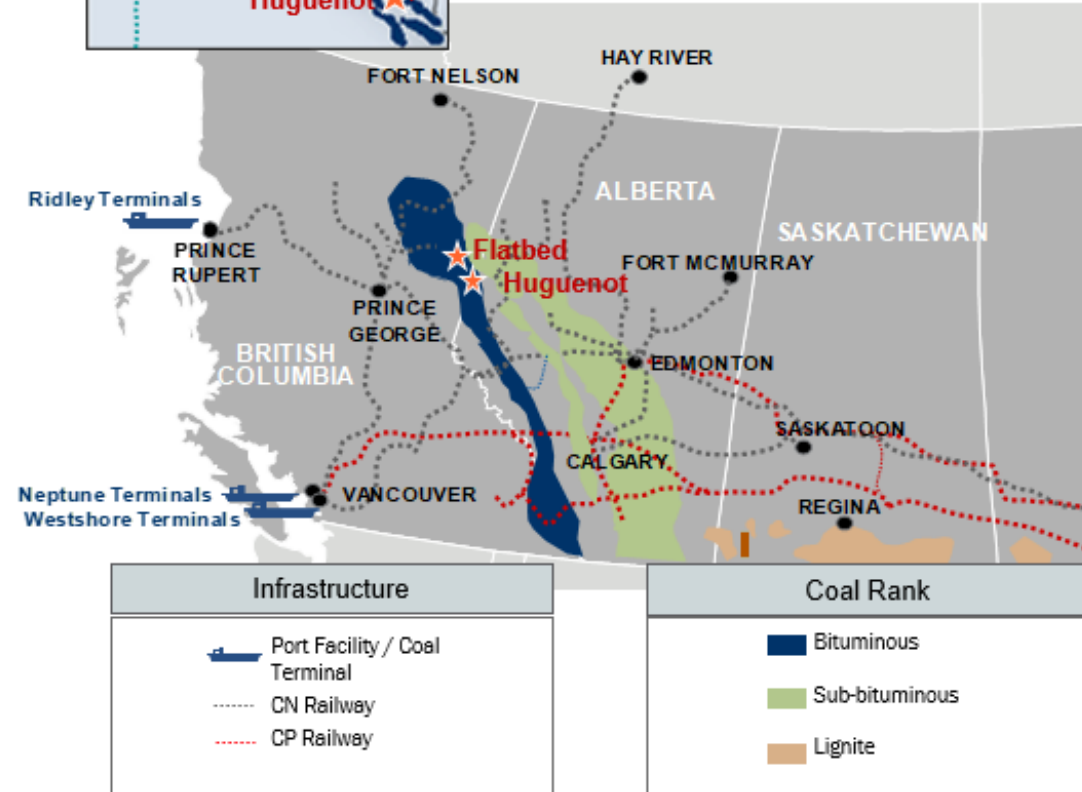 Huguenot
HAY RIVER
FORT NELSON
ALBERTA
Ridley Terminals
SASKATCHEWAN
PRINCE
RUPERT
Flatbed
FORT MCMURRAY
Huguenot
PRINCE
GEORGE
BRITISH
COLUMBIA
EDMONTON
SASKATOON
CALGARY
Neptune Terminals
VANCOUVER
Westshore Terminals
REGINA
Infrastructure
Port Facility / Coal
Terminal
CN Railway
CP Railway
Coal Rank
Bituminous
Sub-bituminous
Lignite